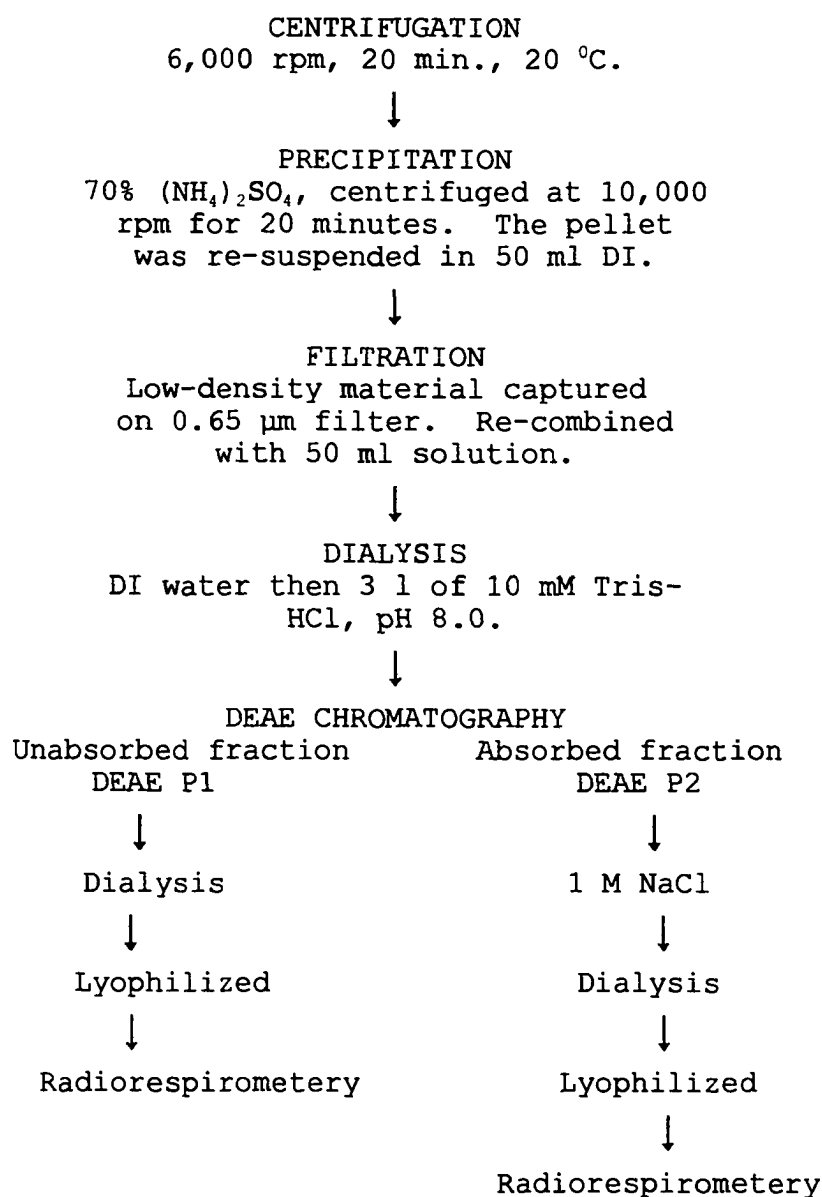 CENTRIFUGATION
6,000 rpm, 20 min., 20 ⁰C.
↓
PRECIPITATION
70% (NH₄)₂SO₄, centrifuged at 10,000
rpm for 20 minutes. The pellet
was re-suspended in 50 ml DI.
↓
FILTRATION
Low-density material captured
on 0.65 µm filter. Re-combined
with 50 ml solution.
↓
DIALYSIS
DI water then 3 l of 10 mM Tris-
HCl, pH 8.0.
↓
DEAE CHROMATOGRAPHY
Unabsorbed fraction Absorbed fraction
DEAE P1 DEAE P2
↓ ↓
Dialysis 1 M NaCl
↓ ↓
Lyophilized Dialysis
↓ ↓
Radiorespirometery Lyophilized
↓
Radiorespirometery